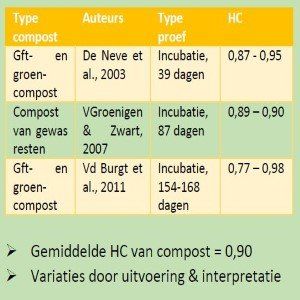 Type compost Auteurs Type proef HC
Gft- en groen-compost De Neve et al., 2003 Incubatie, 39 dagen 0,87 - 0,95
Compost van gewas resten VGroenigen & Zwart, 2007 Incubatie, 87 dagen 0,89 – 0,90
Gft- en groen-compost Vd Burgt et al., 2011 Incubatie, 154-168 dagen 0,77 – 0,98
➤ Gemiddelde HC van compost = 0,90
➤ Variaties door uitvoering & interpretatie